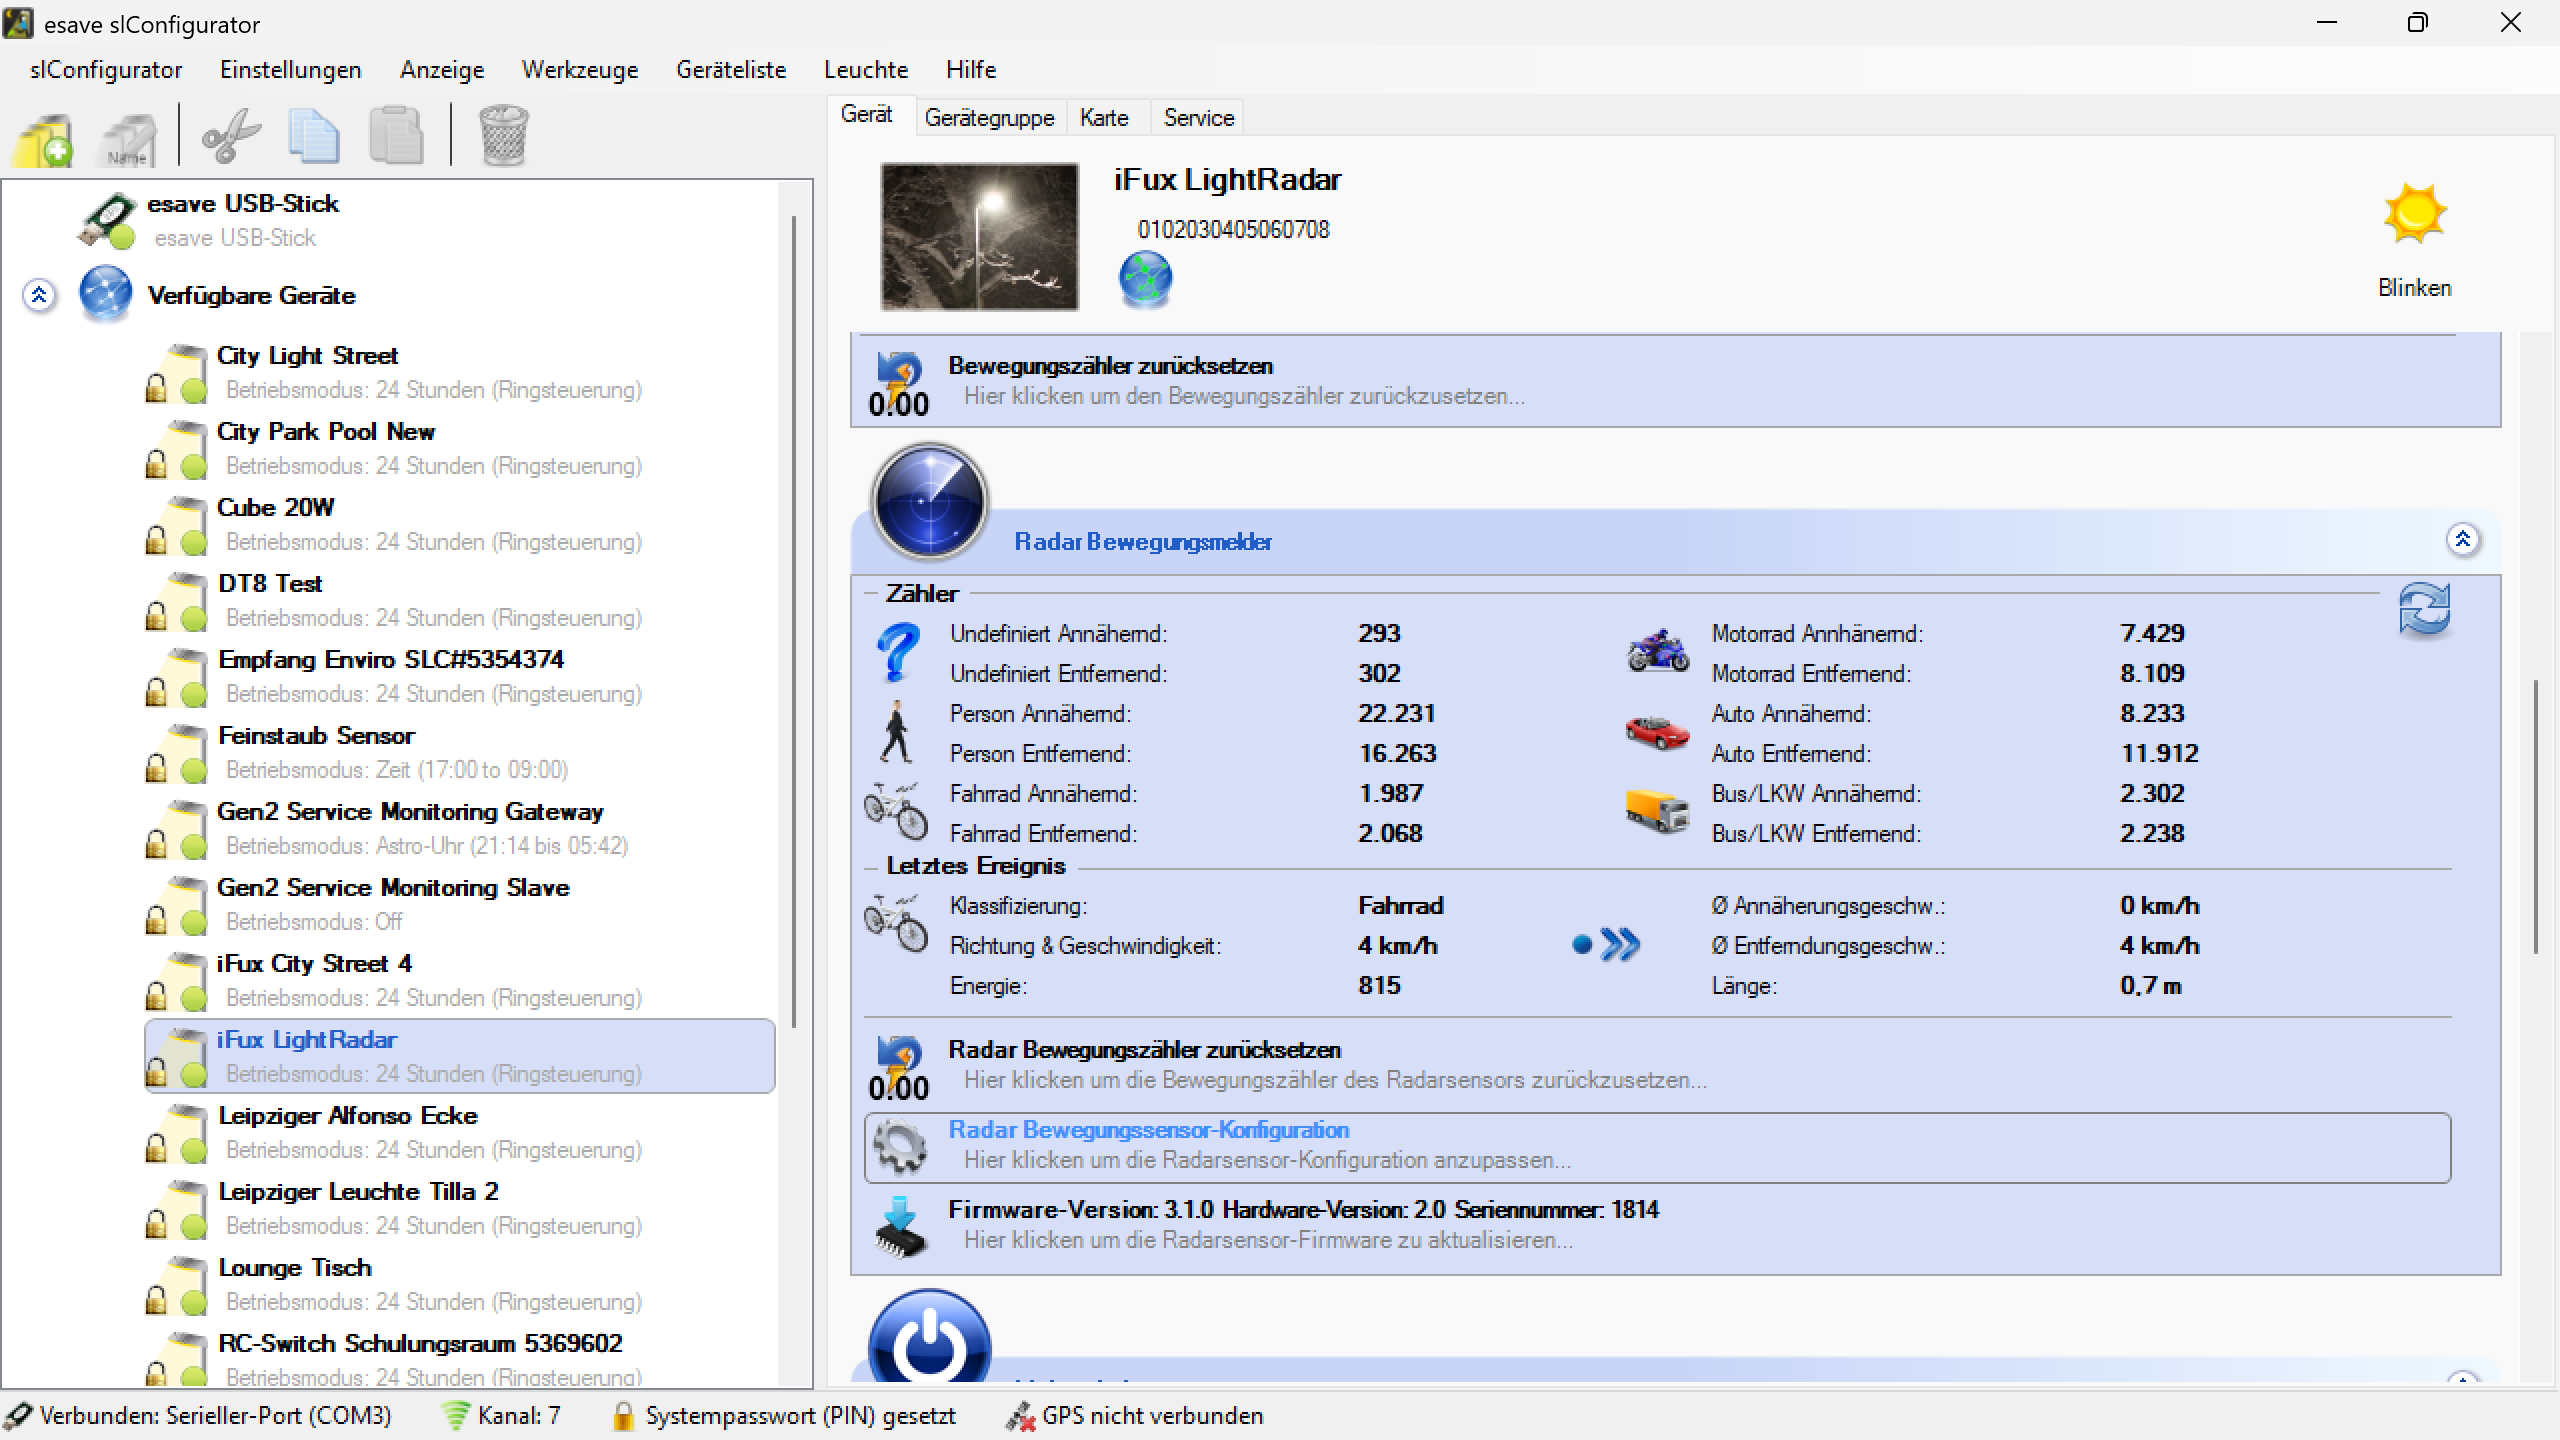 esave slConfigurator
slConfigurator Einstellungen Anzeige Werkzeuge Geräteliste Leuchte Hilfe
Name
esave USB-Stick
esave USB-Stick
Verfügbare Geräte
City Light Street
Betriebsmodus: 24 Stunden (Ringsteuerung)
City Park Pool New
Betriebsmodus: 24 Stunden (Ringsteuerung)
Cube 20W
Betriebsmodus: 24 Stunden (Ringsteuerung)
DT8 Test
Betriebsmodus: 24 Stunden (Ringsteuerung)
Empfang Enviro SLC#5354374
Betriebsmodus: 24 Stunden (Ringsteuerung)
Feinstaub Sensor
Betriebsmodus: Zeit (17:00 to 09:00)
Gen2 Service Monitoring Gateway
Betriebsmodus: Astro-Uhr (21:14 bis 05:42)
Gen2 Service Monitoring Slave
Betriebsmodus: Off
iFux City Street 4
Betriebsmodus: 24 Stunden (Ringsteuerung)
iFux LightRadar
Betriebsmodus: 24 Stunden (Ringsteuerung)
Leipziger Alfonso Ecke
Betriebsmodus: 24 Stunden (Ringsteuerung)
Leipziger Leuchte Tilla 2
Betriebsmodus: 24 Stunden (Ringsteuerung)
Lounge Tisch
Betriebsmodus: 24 Stunden (Ringsteuerung)
RC-Switch Schulungsraum 5369602
Betriebsmodus: 24 Stunden (Ringsteuerung)
Gerät Gerätegruppe Karte Service
iFux LightRadar
0102030405060708
Blinken
Bewegungszähler zurücksetzen
0.00 Hier klicken um den Bewegungszähler zurückzusetzen...
Radar Bewegungsmelder
Zähler
Undefiniert Annähernd: 293 Motorrad Annhänernd: 7.429
Undefiniert Entfernend: 302 Motorrad Entfernend: 8.109
Person Annähernd: 22.231 Auto Annähernd: 8.233
Person Entfernend: 16.263 Auto Entfernend: 11.912
Fahrrad Annähernd: 1.987 Bus/LKW Annähernd: 2.302
Fahrrad Entfernend: 2.068 Bus/LKW Entfernend: 2.238
Letztes Ereignis
Klassifizierung: Fahrrad Ø Annäherungsgeschw.: 0 km/h
Richtung & Geschwindigkeit: 4 km/h Ø Entferndungsgeschw.: 4 km/h
Energie: 815 Länge: 0,7 m
Radar Bewegungszähler zurücksetzen
0.00 Hier klicken um die Bewegungszähler des Radarsensors zurückzusetzen...
Radar Bewegungssensor-Konfiguration
Hier klicken um die Radarsensor-Konfiguration anzupassen...
Firmware-Version: 3.1.0 Hardware-Version: 2.0 Seriennummer: 1814
Hier klicken um die Radarsensor-Firmware zu aktualisieren...
Verbunden: Serieller-Port (COM3) Kanal: 7 Systempasswort (PIN) gesetzt GPS nicht verbunden